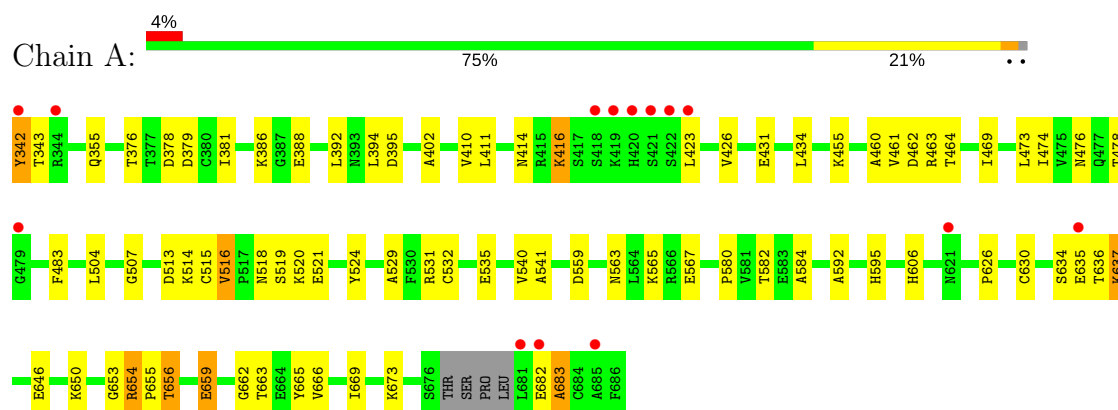 4%
Chain A:
75% 21% • •
Y342 T343 R344 Q355 T376 T377 D378 D379 C380 I381 K386 G387 E388 L392 N393 L394 D395 A402 V410 L411 N414 R415 K416 S417 S418 K419 H420 S421 S422 L423 V426 E431 L434 K455 A460 V461 D462 R463 T464 I469 L473 I474 V475 N476 Q477 T478
G479 F483 L504 G507 D513 K514 C515 V516 P517 N518 S519 K520 E521 Y524 A529 F530 R531 C532 E535 V540 A541 D559 N563 L564 K565 R566 E567 P580 V581 T582 E583 A584 A592 H595 H606 N621 P626 C630 S634 E635 T636 K637
E646 K650 G653 R654 P655 T656 E659 G662 T663 E664 Y665 V666 I669 K673 S676 THR SER PRO LEU L681 E682 A683 C684 A685 F686